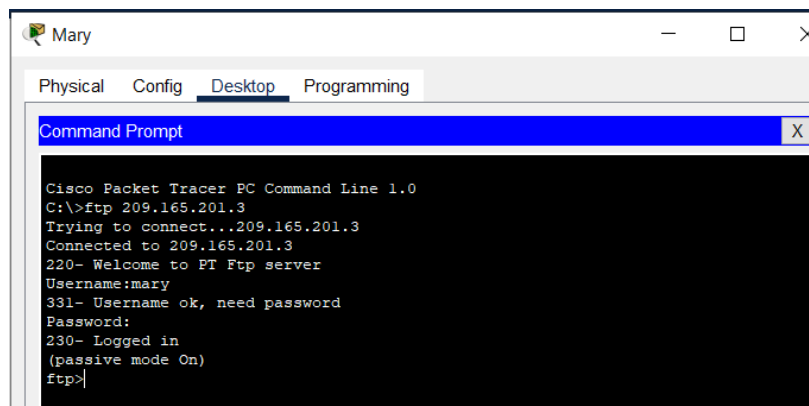 Mary
Physical Config Desktop Programming
Command Prompt
X
Cisco Packet Tracer PC Command Line 1.0
C:\>ftp 209.165.201.3
Trying to connect...209.165.201.3
Connected to 209.165.201.3
220- Welcome to PT Ftp server
Username:mary
331- Username ok, need password
Password:
230- Logged in
(passive mode On)
ftp>